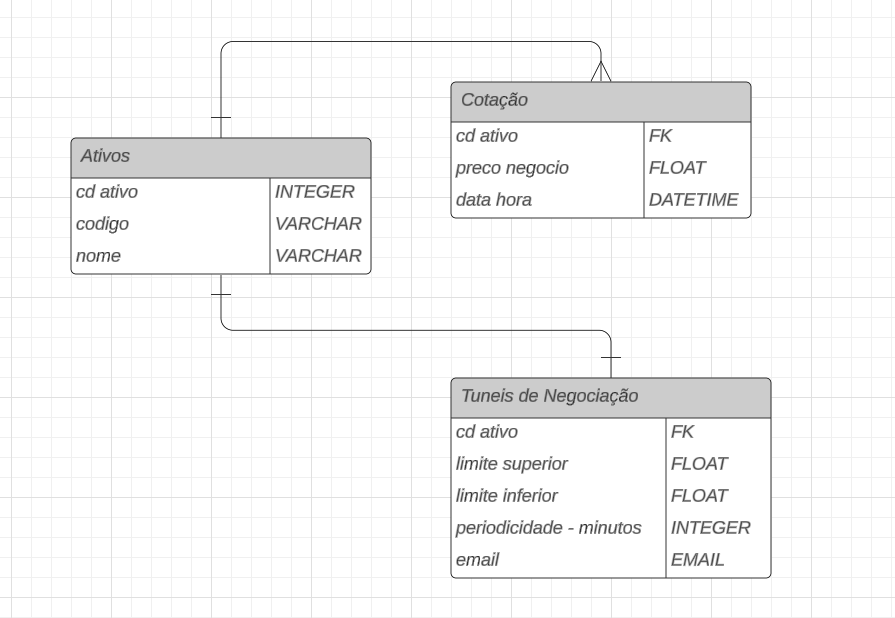 Cotação
cd ativo FK
preco negocio FLOAT
data hora DATETIME
Ativos
cd ativo INTEGER
codigo VARCHAR
nome VARCHAR
Tuneis de Negociação
cd ativo FK
limite superior FLOAT
limite inferior FLOAT
periodicidade - minutos INTEGER
email EMAIL